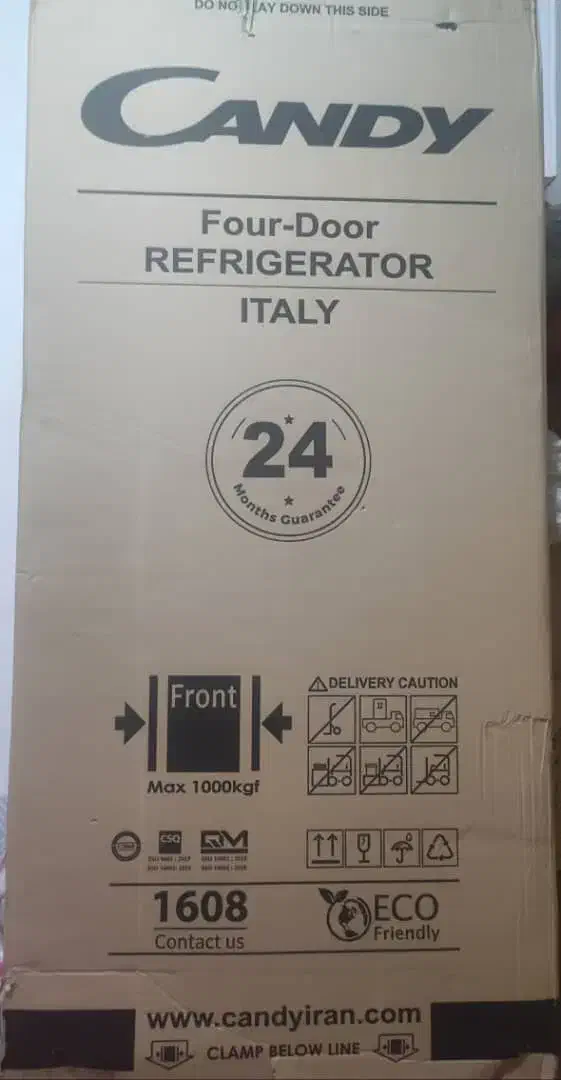 DO NOT LAY DOWN THIS SIDE
CANDY
Four-Door
REFRIGERATOR
ITALY
24
Months Guarantee
Front
Max 1000kgf
DELIVERY CAUTION
CSQ
1608
Contact us
ECO
Friendly
www.candyiran.com
CLAMP BELOW LINE